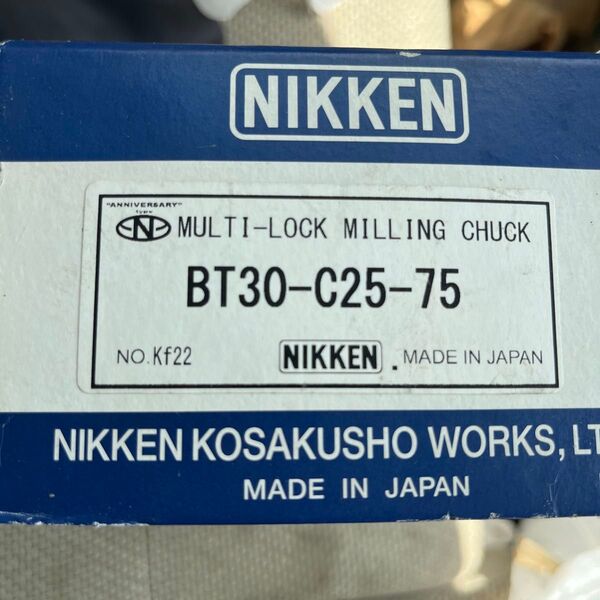 NIKKEN
"ANNIVERSARY"
type
N MULTI-LOCK MILLING CHUCK
BT30-C25-75
NO. Kf22 NIKKEN . MADE IN JAPAN
NIKKEN KOSAKUSHO WORKS, LT
MADE IN JAPAN